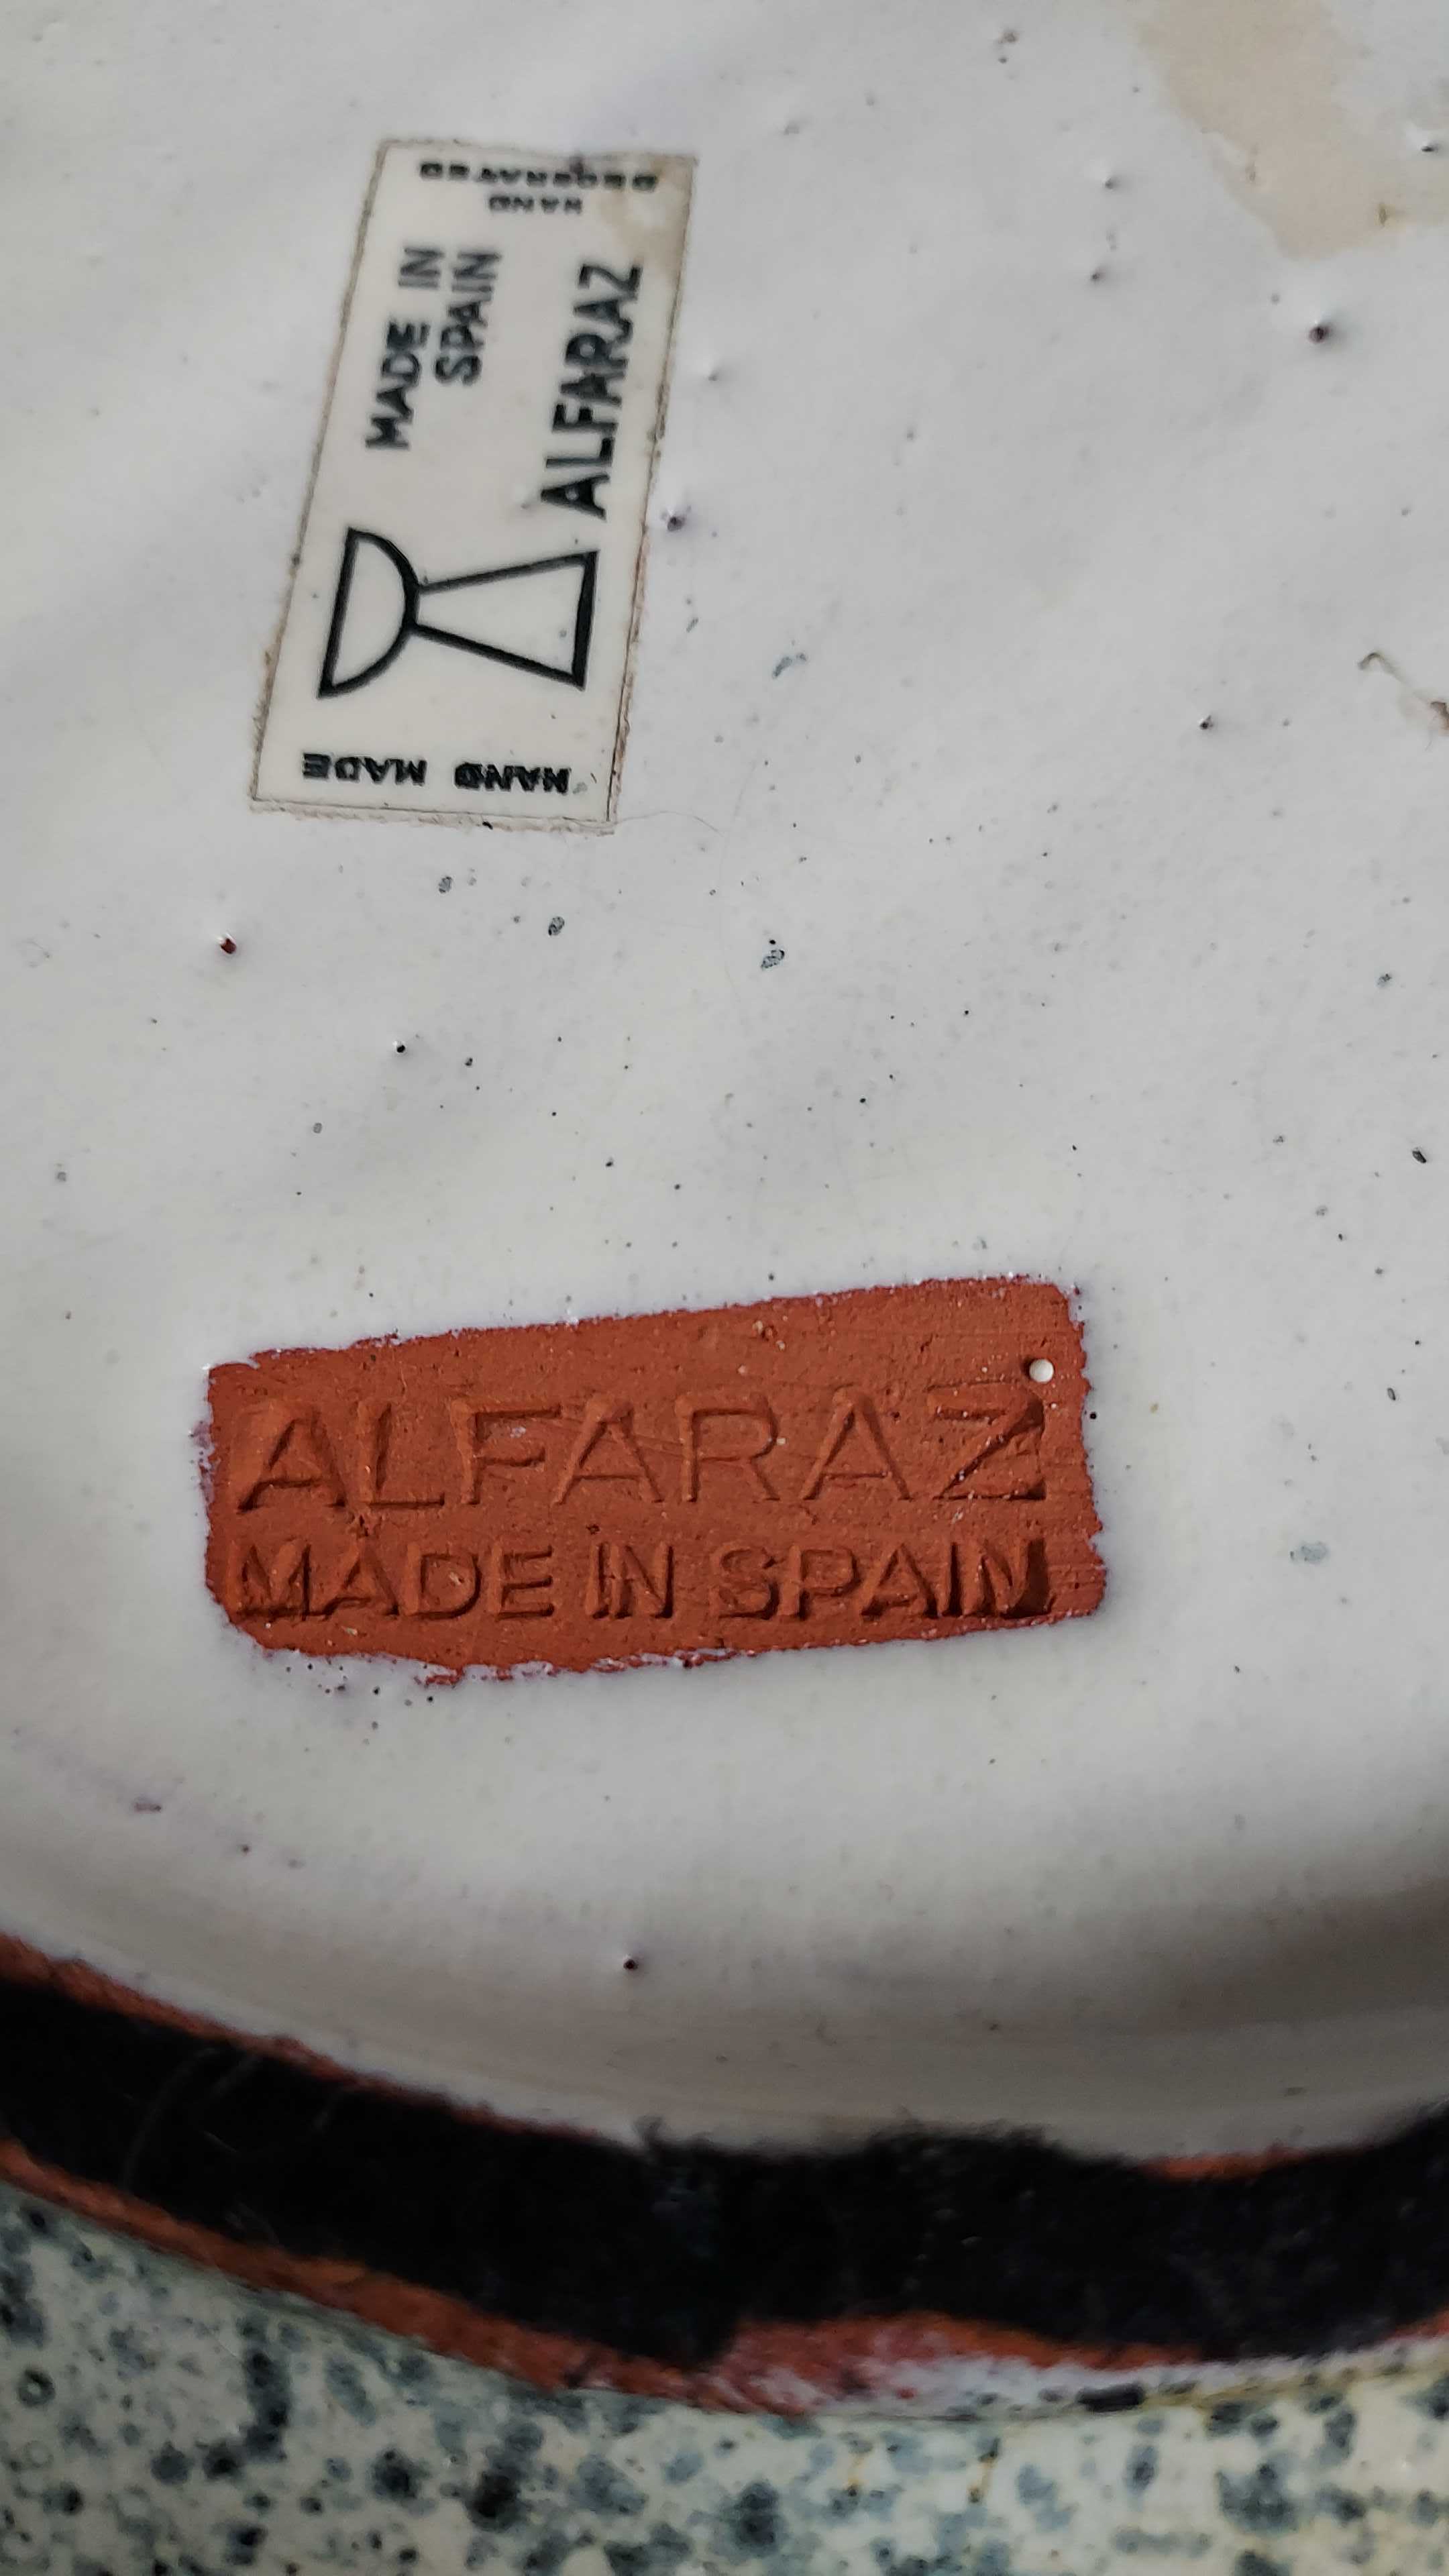 HAND
DECORATED
MADE IN
SPAIN
ALFARAZ
HAND MADE
ALFARAZ
MADE IN SPAIN